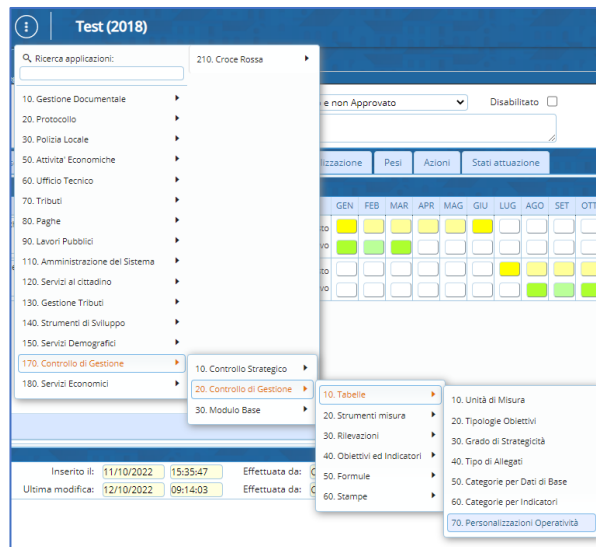 Test (2018)
Ricerca applicazioni:
210. Croce Rossa
10. Gestione Documentale
20. Protocollo
30. Polizia Locale
50. Attivita' Economiche
60. Ufficio Tecnico
70. Tributi
80. Paghe
90. Lavori Pubblici
110. Amministrazione del Sistema
120. Servizi al cittadino
130. Gestione Tributi
140. Strumenti di Sviluppo
150. Servizi Demografici
170. Controllo di Gestione
180. Servizi Economici
e non Approvato
Disabilitato
Pesi Azioni Stati attuazione
GEN FEB MAR APR MAG GIU LUG AGO SET OTT
10. Controllo Strategico
20. Controllo di Gestione
30. Modulo Base
10. Tabelle
20. Strumenti misura
30. Rilevazioni
40. Obiettivi ed Indicatori
50. Formule
60. Stampe
10. Unità di Misura
20. Tipologie Obiettivi
30. Grado di Strategicità
40. Tipo di Allegati
50. Categorie per Dati di Base
60. Categorie per Indicatori
70. Personalizzazioni Operatività
Inserito il: 11/10/2022 15:35:47 Effettuata da:
Ultima modifica: 12/10/2022 09:14:03 Effettuata da: